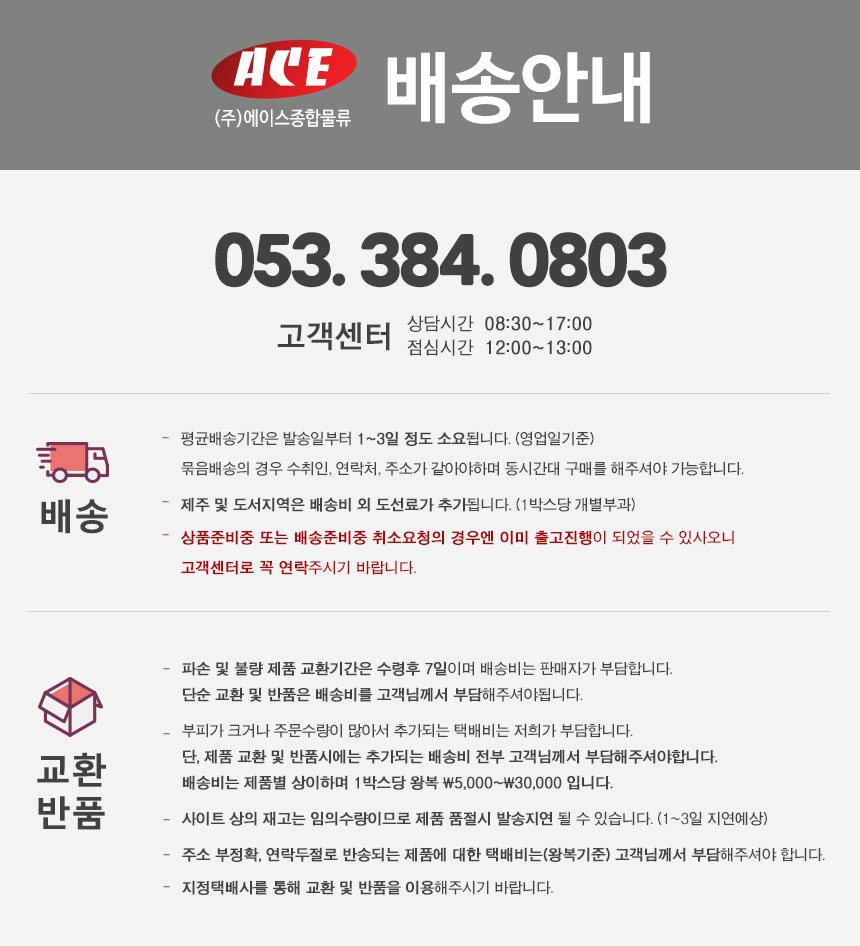 ACE
(주)에이스종합물류
배송안내
053. 384. 0803
고객센터
상담시간 08:30~17:00
점심시간 12:00~13:00
배송
- 평균배송기간은 발송일부터 1~3일 정도 소요됩니다. (영업일기준)
묶음배송의 경우 수취인, 연락처, 주소가 같아야하며 동시간대 구매를 해주셔야 가능합니다.
- 제주 및 도서지역은 배송비 외 도선료가 추가됩니다. (1박스당 개별부과)
- 상품준비중 또는 배송준비중 취소요청의 경우엔 이미 출고진행이 되었을 수 있사오니
고객센터로 꼭 연락주시기 바랍니다.
교환
반품
- 파손 및 불량 제품 교환기간은 수령후 7일이며 배송비는 판매자가 부담합니다.
단순 교환 및 반품은 배송비를 고객님께서 부담해주셔야됩니다.
- 부피가 크거나 주문수량이 많아서 추가되는 택배비는 저희가 부담합니다.
단, 제품 교환 및 반품시에는 추가되는 배송비 전부 고객님께서 부담해주셔야합니다.
배송비는 제품별 상이하며 1박스당 왕복 ₩5,000~₩30,000 입니다.
- 사이트 상의 재고는 임의수량이므로 제품 품절시 발송지연 될 수 있습니다. (1~3일 지연예상)
- 주소 부정확, 연락두절로 반송되는 제품에 대한 택배비는(왕복기준) 고객님께서 부담해주셔야 합니다.
- 지정택배사를 통해 교환 및 반품을 이용해주시기 바랍니다.